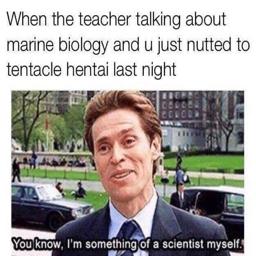 When the teacher talking about
marine biology and u just nutted to
tentacle hentai last night
You know, I'm something of a scientist myself.